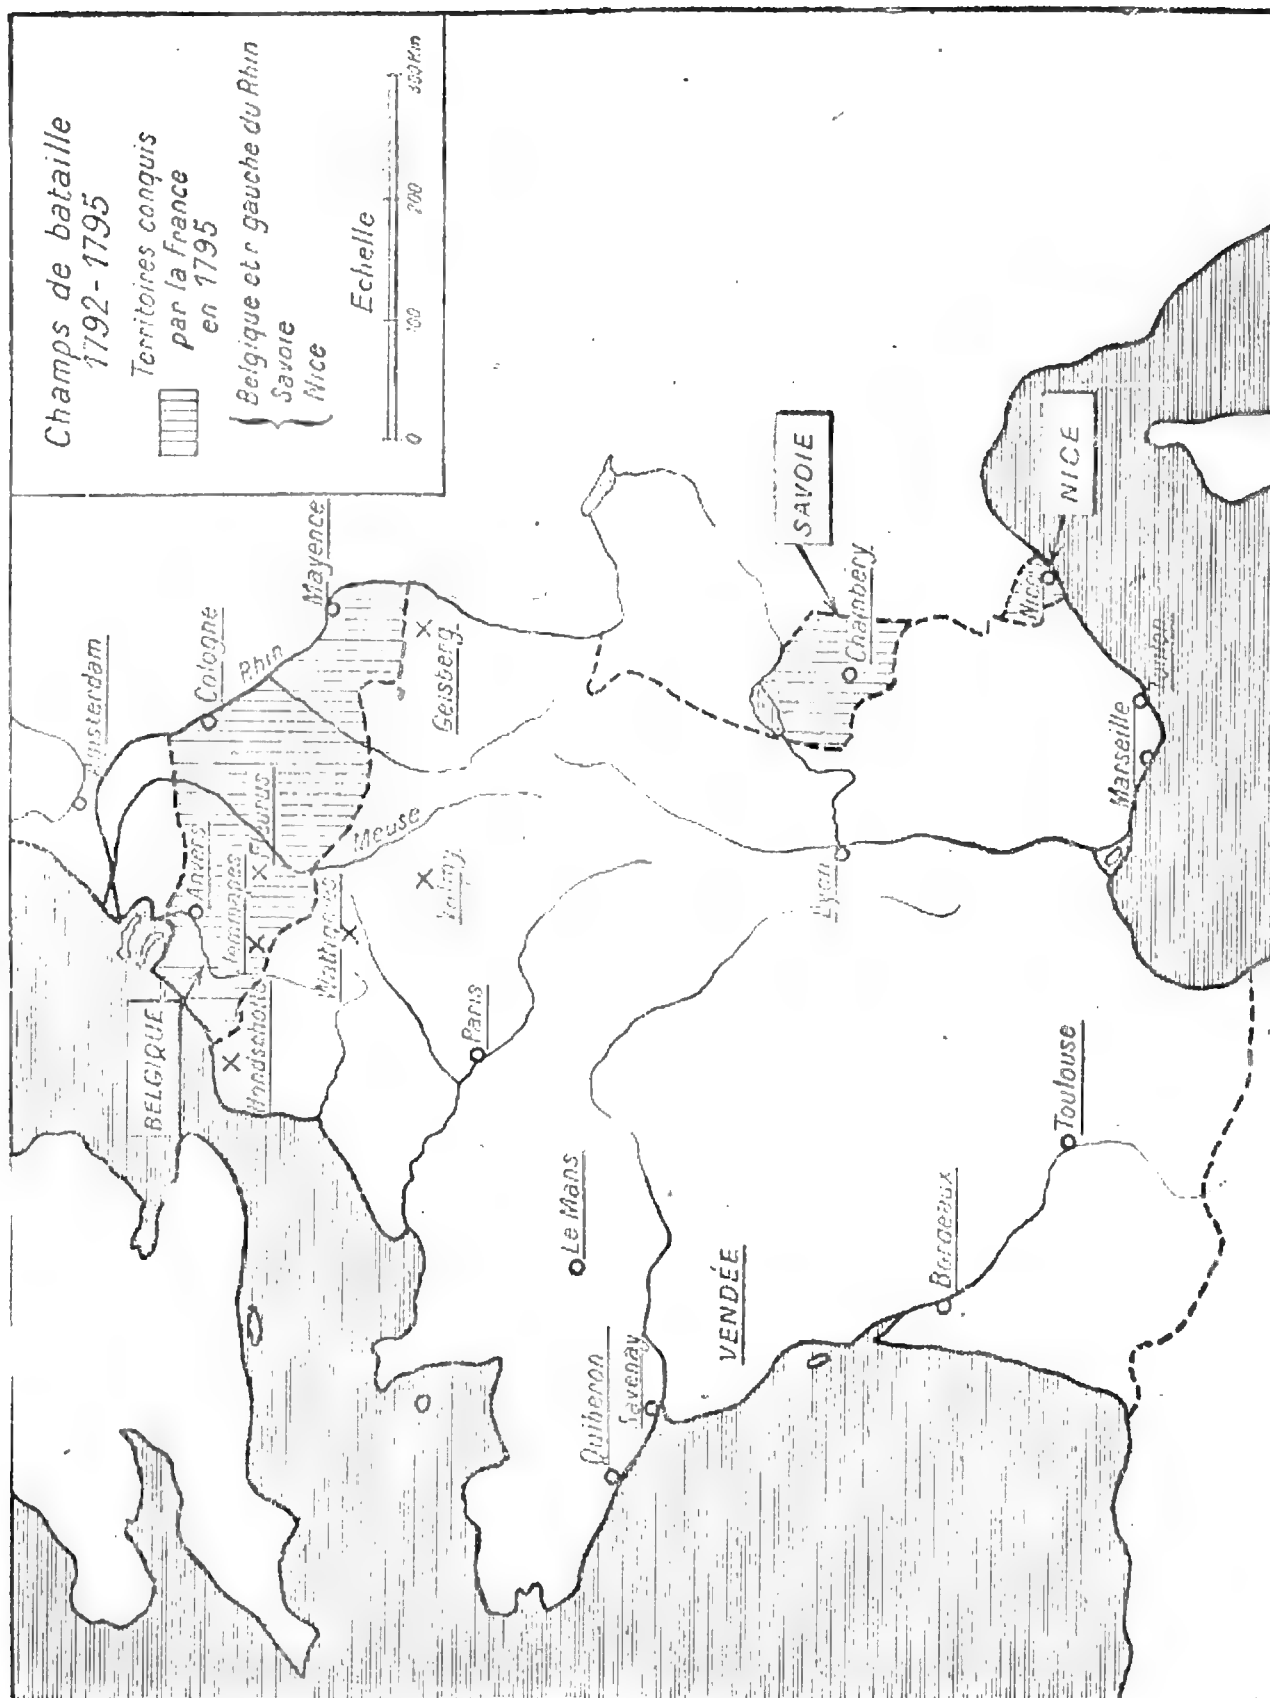 Champs de bataille
1792-1795
Territoires conquis
par la France
en 1795
Belgique et r gauche du Rhin
Savoie
Nice
Echelle
0 100 200 300 Km
Amsterdam
Cologne
Mayence
Rhin
Anvers
Jemmapes
Fleurus
BELGIQUE
Hondschotte
Wattignies
Meuse
Valmy
Geisberg
Paris
Le Mans
Quiberon
Savenay
VENDÉE
Lyon
SAVOIE
Chambéry
Bordeaux
Toulouse
Marseille
Toulon
Nice
NICE